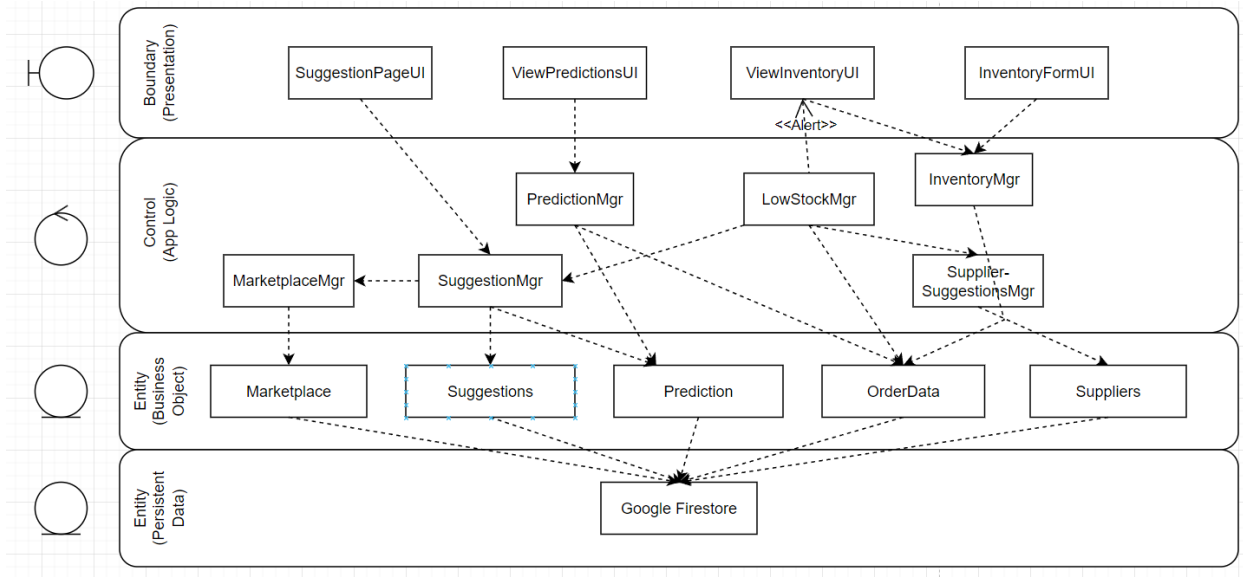 Boundary
(Presentation)
SuggestionPageUI
ViewPredictionsUI
ViewInventoryUI
InventoryFormUI
<<Alert>>
Control
(App Logic)
PredictionMgr
LowStockMgr
InventoryMgr
MarketplaceMgr
SuggestionMgr
Supplier-
SuggestionsMgr
Entity
(Business
Object)
Marketplace
Suggestions
Prediction
OrderData
Suppliers
Entity
(Persistent
Data)
Google Firestore